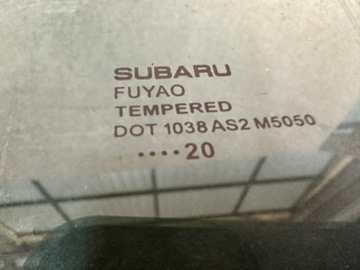 SUBARU
FUYAO
TEMPERED
DOT 1038 AS2 M5050
····20